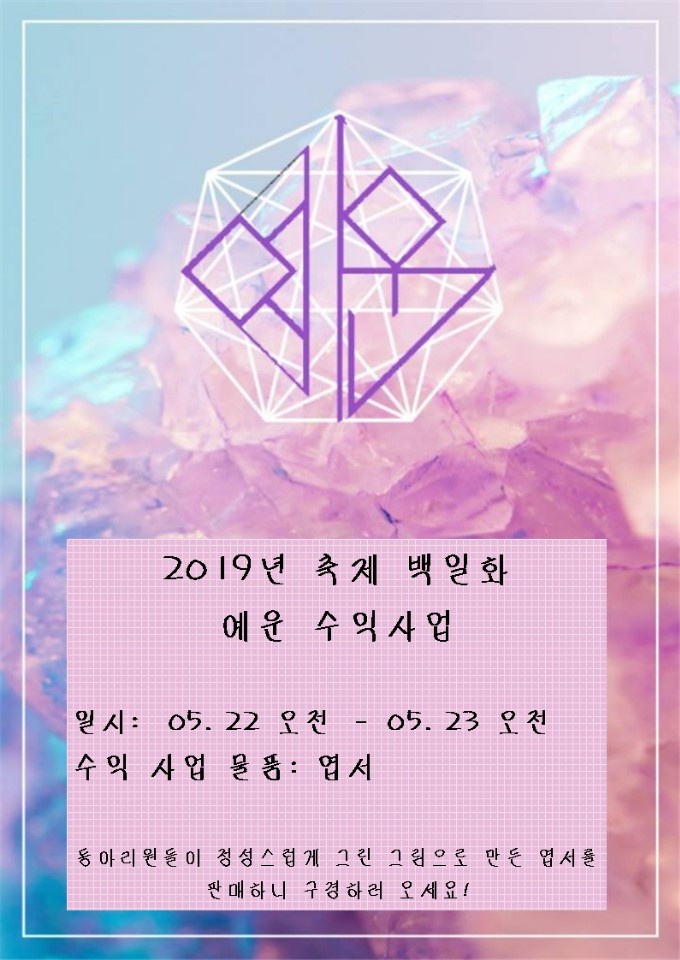 예운
2019년 축제 백일화
예운 수익사업
일시: 05. 22 오전 - 05. 23 오전
수익 사업 물품: 엽서
동아리원들이 정성스럽게 그린 그림으로 만든 엽서를
판매하니 구경하러 오세요!